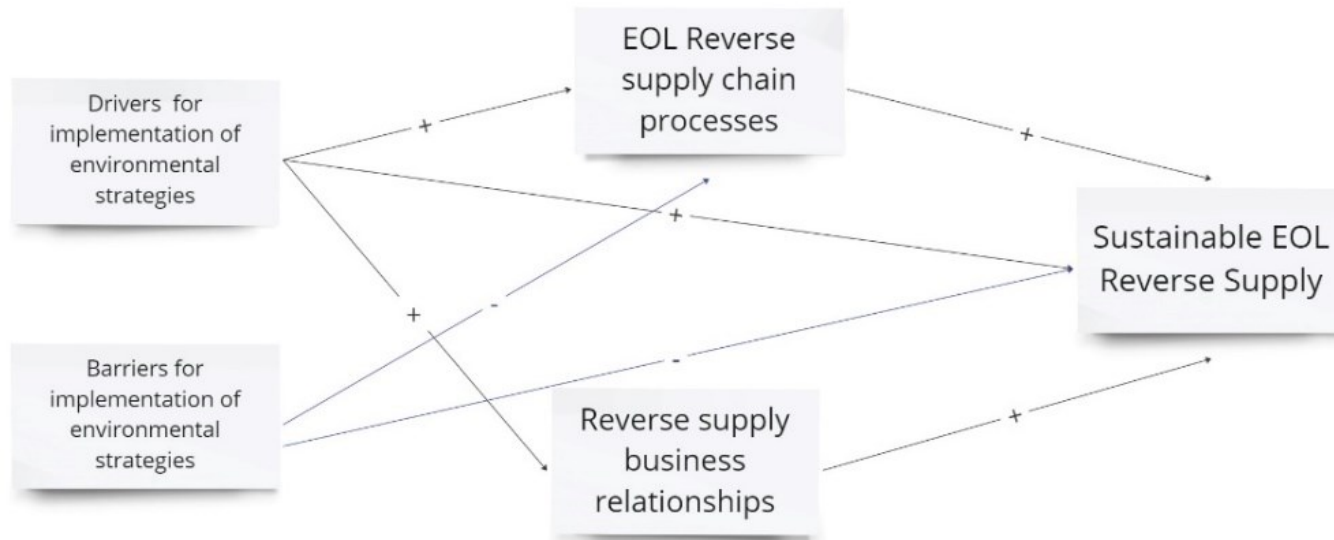 EOL Reverse
supply chain
processes
Drivers for
implementation of
environmental
strategies
+
+
+
+
Sustainable EOL
Reverse Supply
-
+
-
Barriers for
implementation of
environmental
strategies
Reverse supply
business
relationships
+